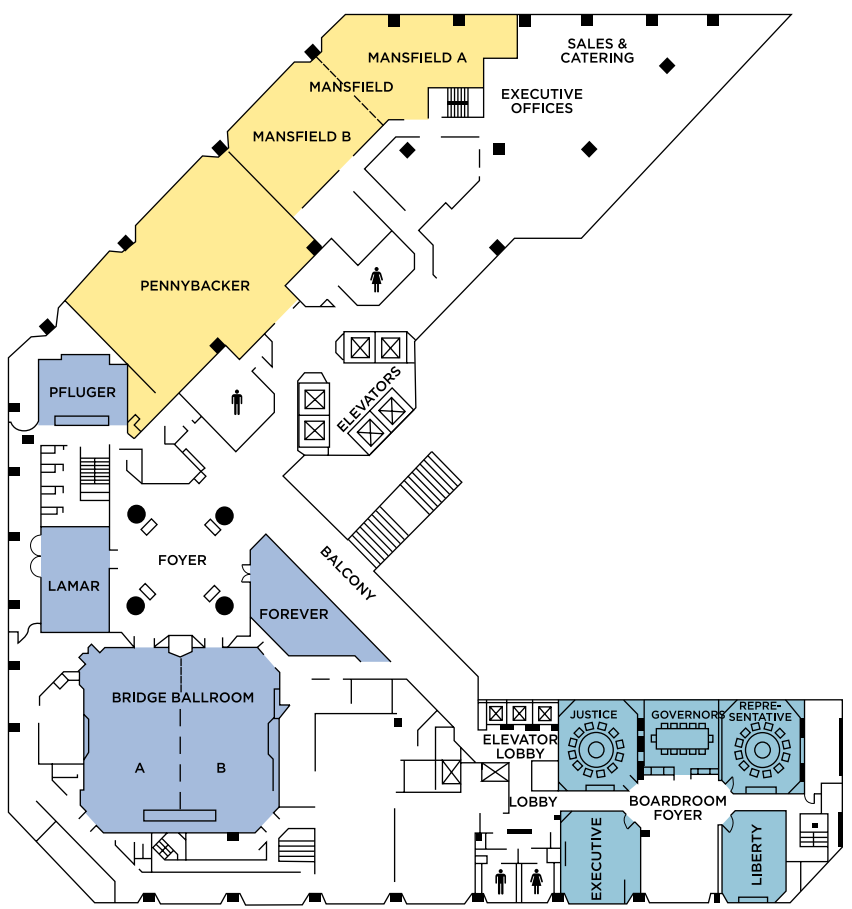 SALES &
CATERING
MANSFIELD A
MANSFIELD
EXECUTIVE
OFFICES
MANSFIELD B
PENNYBACKER
PFLUGER
ELEVATORS
FOYER
BALCONY
LAMAR
FOREVER
BRIDGE BALLROOM
A
B
JUSTICE
GOVERNORS
REPRE-
SENTATIVE
ELEVATOR
LOBBY
LOBBY
BOARDROOM
FOYER
EXECUTIVE
LIBERTY